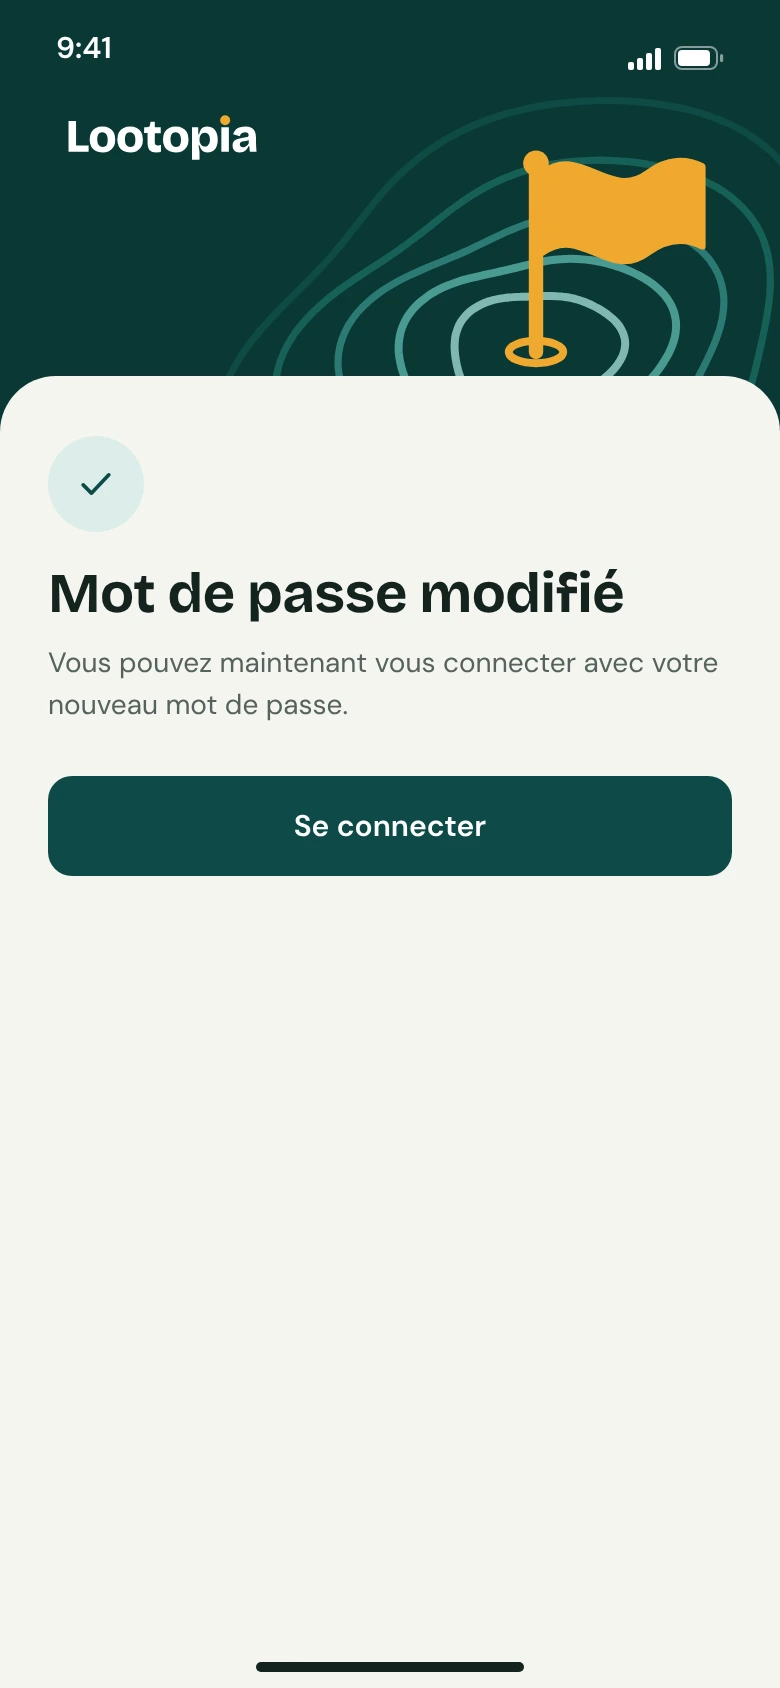 9:41
Lootopia
Mot de passe modifié
Vous pouvez maintenant vous connecter avec votre
nouveau mot de passe.
Se connecter